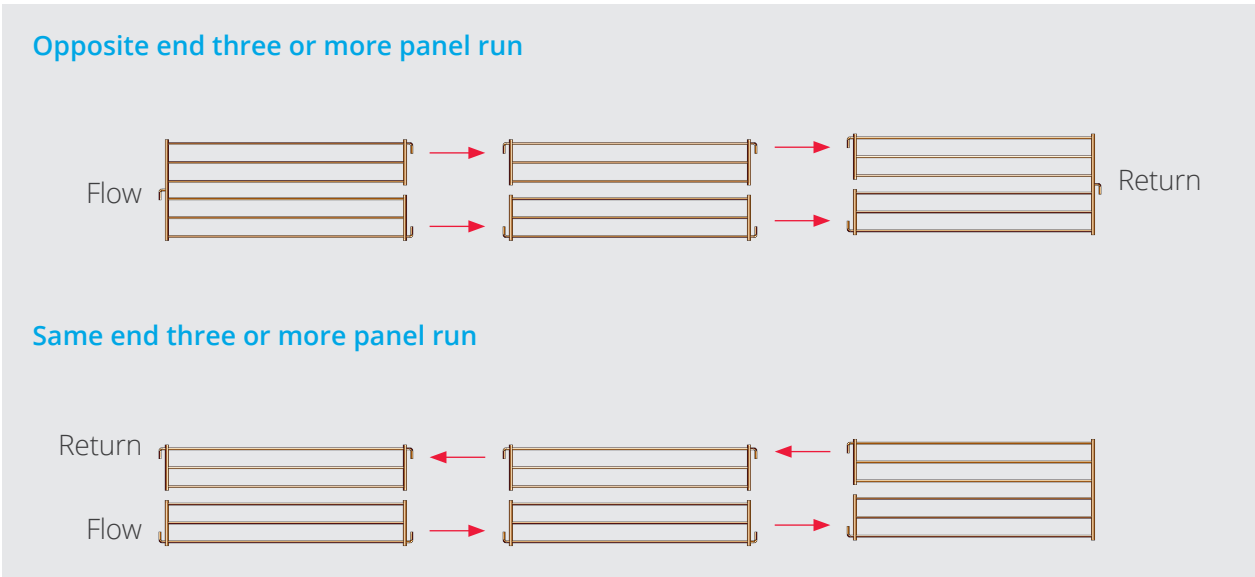 Opposite end three or more panel run
Flow
Return
Same end three or more panel run
Return
Flow